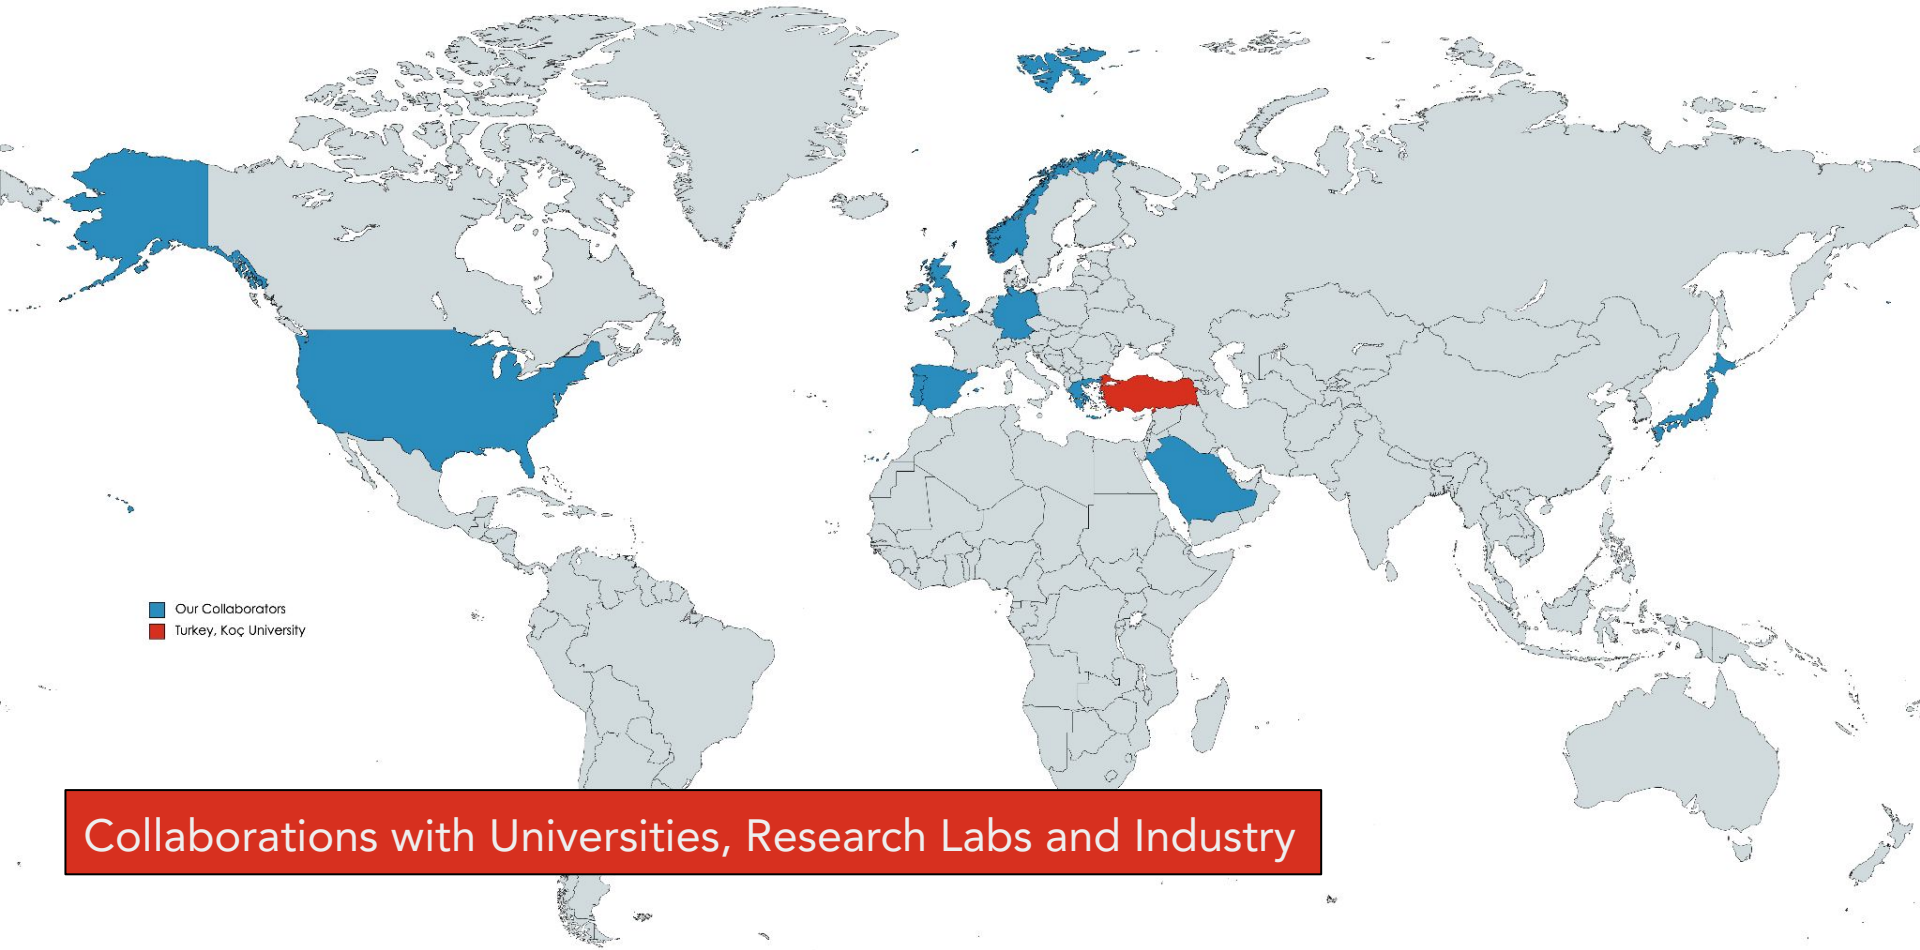 Our Collaborators
Turkey, Koç University
Collaborations with Universities, Research Labs and Industry